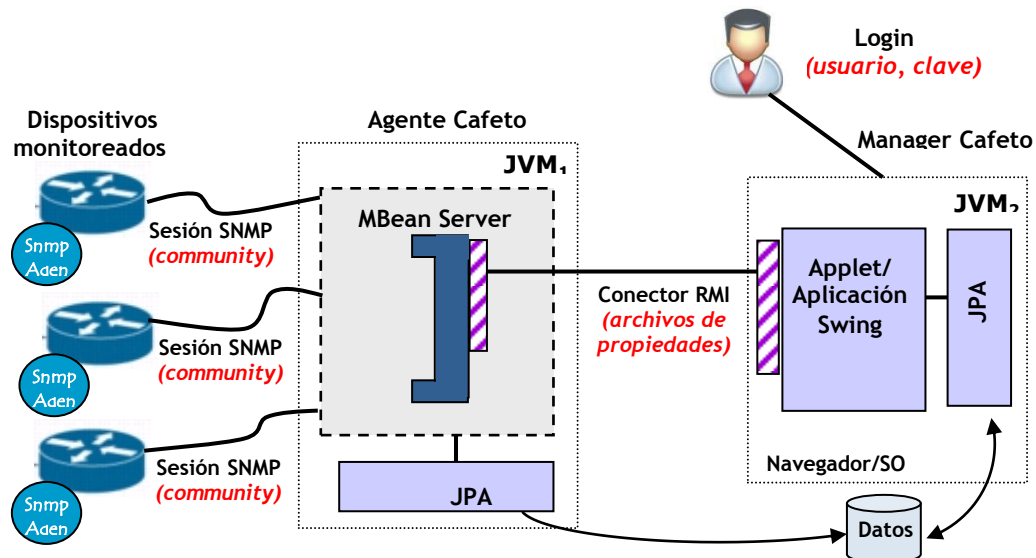 Login
(usuario, clave)
Dispositivos
monitoreados
Agente Cafeto
Manager Cafeto
JVM₁
JVM₂
MBean Server
Snmp
Agen
Sesión SNMP
(community)
Snmp
Agen
Sesión SNMP
(community)
Snmp
Agen
Sesión SNMP
(community)
Conector RMI
(archivos de
propiedades)
Applet/
Aplicación
Swing
JPA
JPA
Navegador/SO
Datos